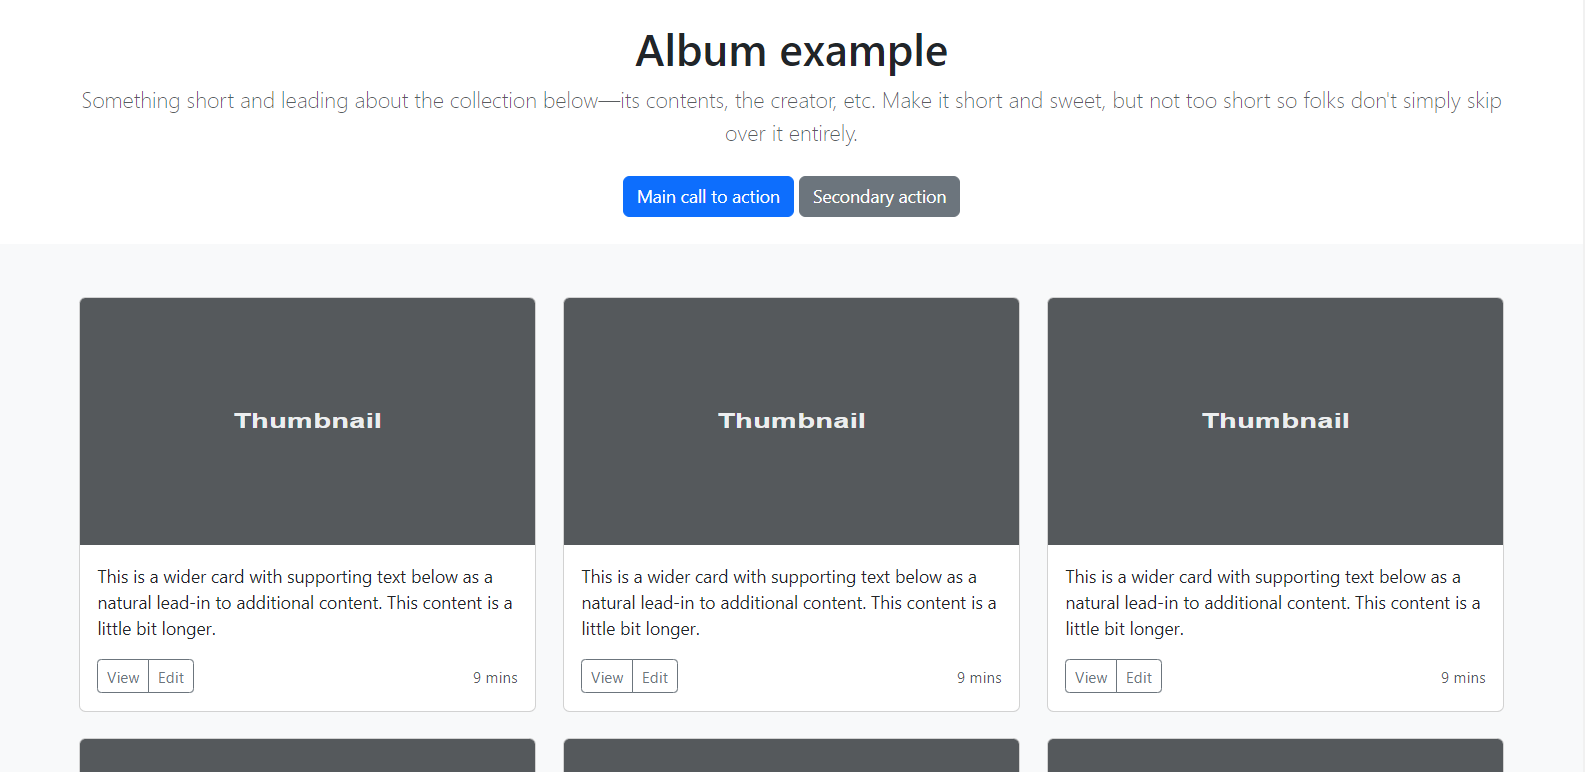 Album example
Something short and leading about the collection below—its contents, the creator, etc. Make it short and sweet, but not too short so folks don't simply skip
over it entirely.
Main call to action Secondary action
Thumbnail Thumbnail Thumbnail
This is a wider card with supporting text below as a
natural lead-in to additional content. This content is a
little bit longer.
View Edit 9 mins
This is a wider card with supporting text below as a
natural lead-in to additional content. This content is a
little bit longer.
View Edit 9 mins
This is a wider card with supporting text below as a
natural lead-in to additional content. This content is a
little bit longer.
View Edit 9 mins